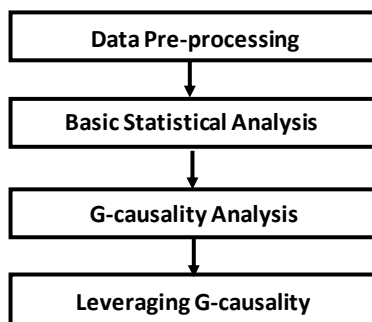 Data Pre-processing
Basic Statistical Analysis
G-causality Analysis
Leveraging G-causality